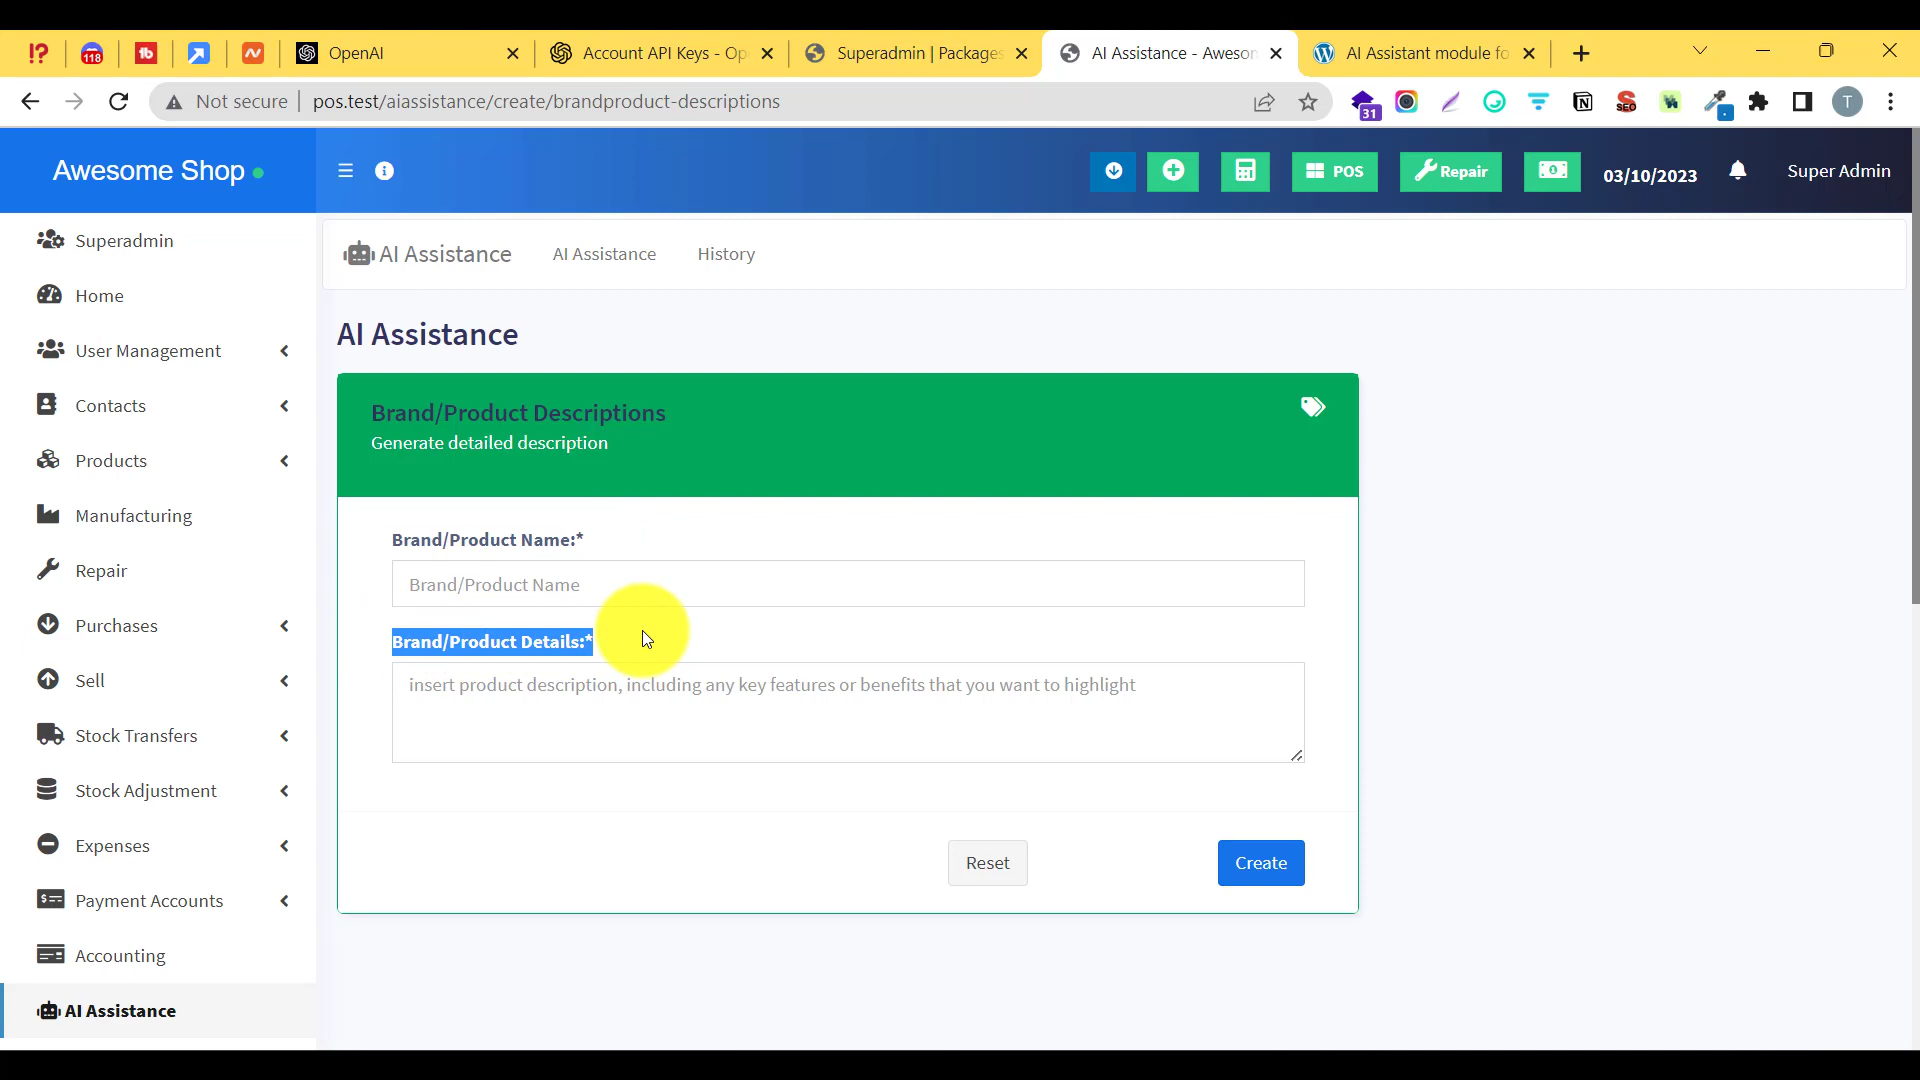 OpenAI
Account API Keys - Op
Superadmin | Packages
AI Assistance - Aweson
AI Assistant module fo
118
Not secure
pos.test/aiassistance/create/brandproduct-descriptions
31
SEO
T
Awesome Shop
POS
Repair
03/10/2023
Super Admin
Superadmin
Home
User Management
Contacts
Products
Manufacturing
Repair
Purchases
Sell
Stock Transfers
Stock Adjustment
Expenses
Payment Accounts
Accounting
AI Assistance
AI Assistance
AI Assistance
History
AI Assistance
Brand/Product Descriptions
Generate detailed description
Brand/Product Name:*
Brand/Product Name
Brand/Product Details:*
insert product description, including any key features or benefits that you want to highlight
Reset
Create